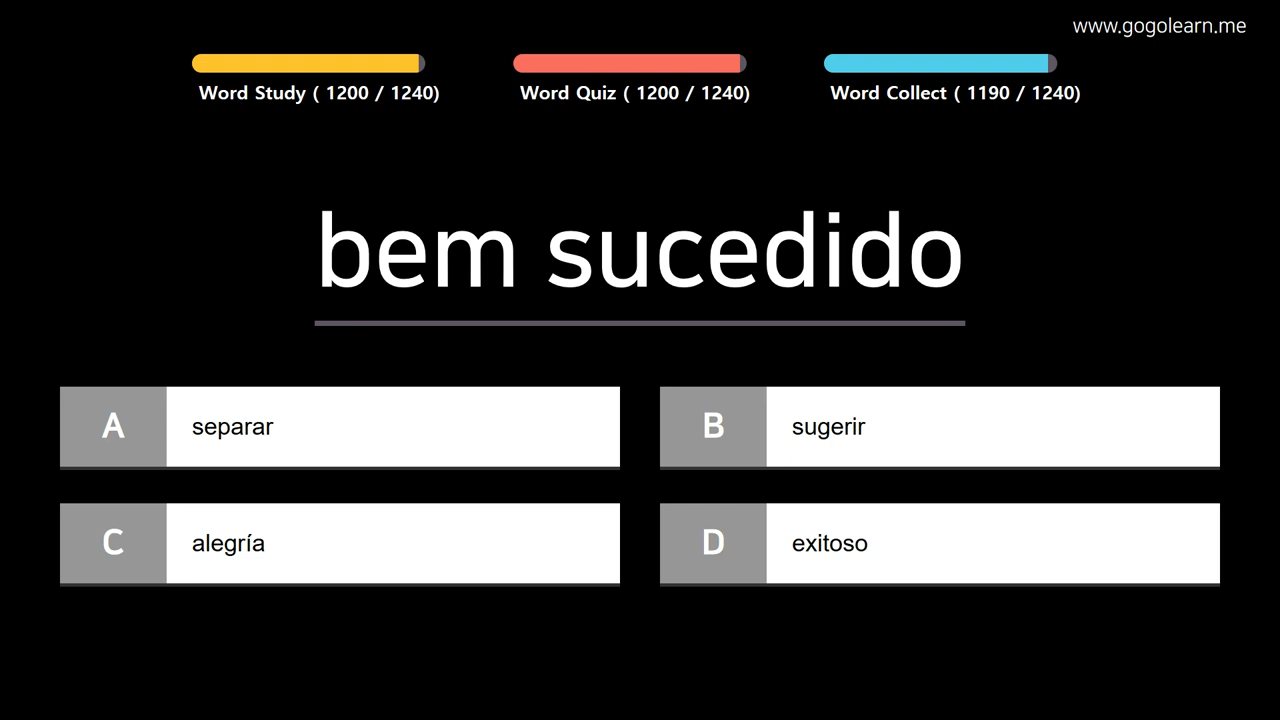 www.gogolearn.me
Word Study ( 1200 / 1240)
Word Quiz ( 1200 / 1240)
Word Collect ( 1190 / 1240)
bem sucedido
A separar
B sugerir
C alegría
D exitoso